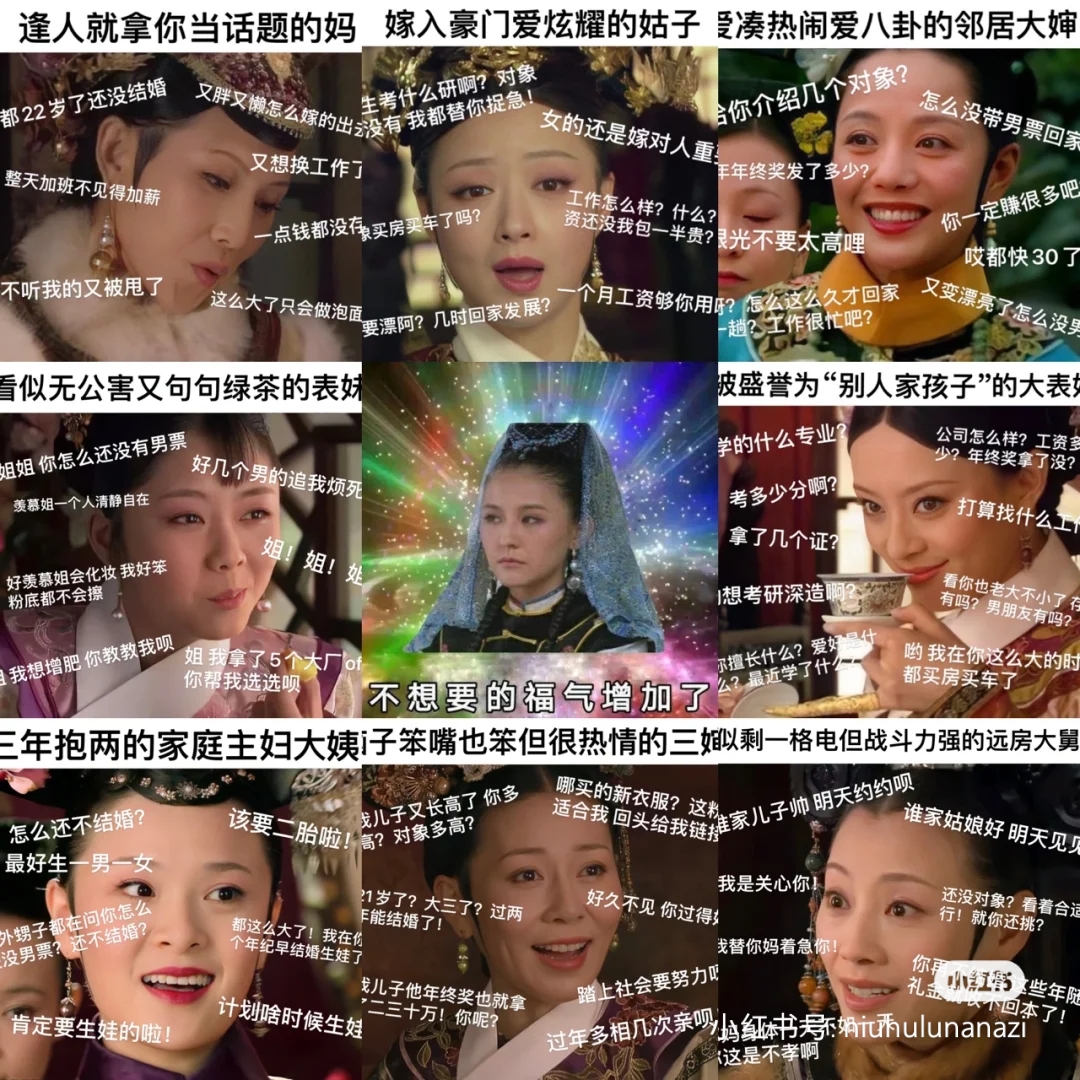 逢人就拿你当话题的妈
都22岁了还没结婚
又胖又懒怎么嫁的出去
又想换工作了
整天加班不见得加薪
一点钱都没存
不听我的又被甩了
这么大了只会做泡面
嫁入豪门爱炫耀的姑子
生考什么研啊？对象
没有 我都替你捉急！
女的还是嫁对人重要
工作怎么样？什么？
资还没我包一半贵？
买房买车了吗？
一个月工资够你用
要漂阿？几时回家发展？
爱凑热闹爱八卦的邻居大婶
给你介绍几个对象？
怎么没带男票回家
年年终奖发了多少？
你一定赚很多吧
眼光不要太高哩
哎都快30了
怎么这么久才回家
一趟？工作很忙吧？
又变漂亮了怎么没男
看似无公害又句句绿茶的表妹
姐姐 你怎么还没有男票
好几个男的追我烦死
羡慕姐一个人清静自在
姐！姐！姐
好羡慕姐会化妆 我好笨
粉底都不会擦
姐 我想增肥 你教教我呗
姐 我拿了5个大厂of
你帮我选选呗
不想要的福气增加了
被盛誉为“别人家孩子”的大表姐
学的什么专业？
公司怎么样？工资多
少？年终奖拿了没？
考多少分啊？
打算找什么工作
拿了几个证？
想考研深造啊？
看你也老大不小了 存
有吗？男朋友有吗？
你擅长什么？爱好是什
么？最近学了什么？
哟 我在你这么大的时
都买房买车了
三年抱两的家庭主妇大姨
怎么还不结婚？
该要二胎啦！
最好生一男一女
外甥子都在问你怎么
没男票？还不结婚？
都这么大了！我在你
个年纪早结婚生娃了
计划啥时候生娃
肯定要生娃的啦！
脑子笨嘴也笨但很热情的三姐
我儿子又长高了 你多
高？对象多高？
哪买的新衣服？这粉
适合我 回头给我链接
21岁了？大三了？过两
年能结婚了！
好久不见 你过得好
我儿子他年终奖也就拿
了二三十万！你呢？
踏上社会要努力吧
过年多相几次亲呗
似剩一格电但战斗力强的远房大舅
谁家儿子帅 明天约约呗
谁家姑娘好 明天见见
我是关心你！
还没对象？看着合适
行！就你还挑？
我替你妈着急你！
这些年随
礼金都收不回本了！
你这是不孝啊
小红书
小红书号：niuhulunanazi